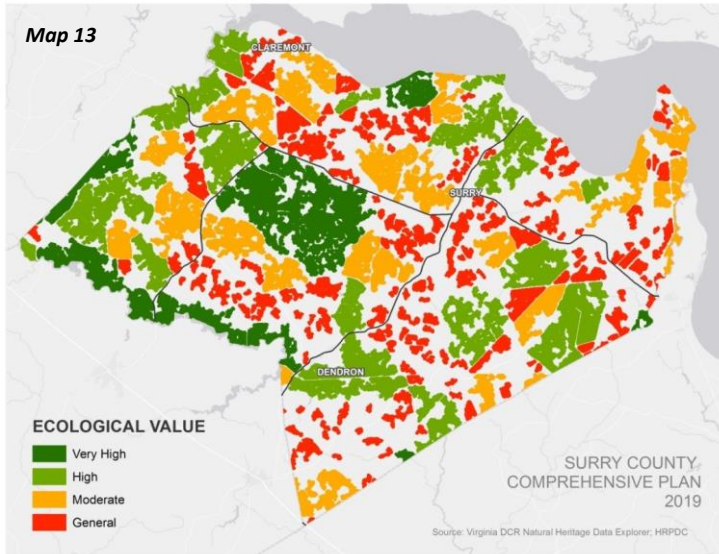 Map 13
CLAREMONT
SURRY
DENDRON
ECOLOGICAL VALUE
Very High
High
Moderate
General
SURRY COUNTY
COMPREHENSIVE PLAN
2019
Source: Virginia DCR Natural Heritage Data Explorer; HRPDC